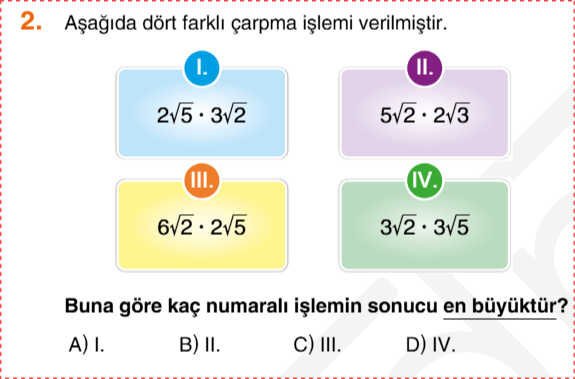 2. Aşağıda dört farklı çarpma işlemi verilmiştir.
I.
2√5 · 3√2
II.
5√2 · 2√3
III.
6√2 · 2√5
IV.
3√2 · 3√5
Buna göre kaç numaralı işlemin sonucu en büyüktür?
A) I. B) II. C) III. D) IV.